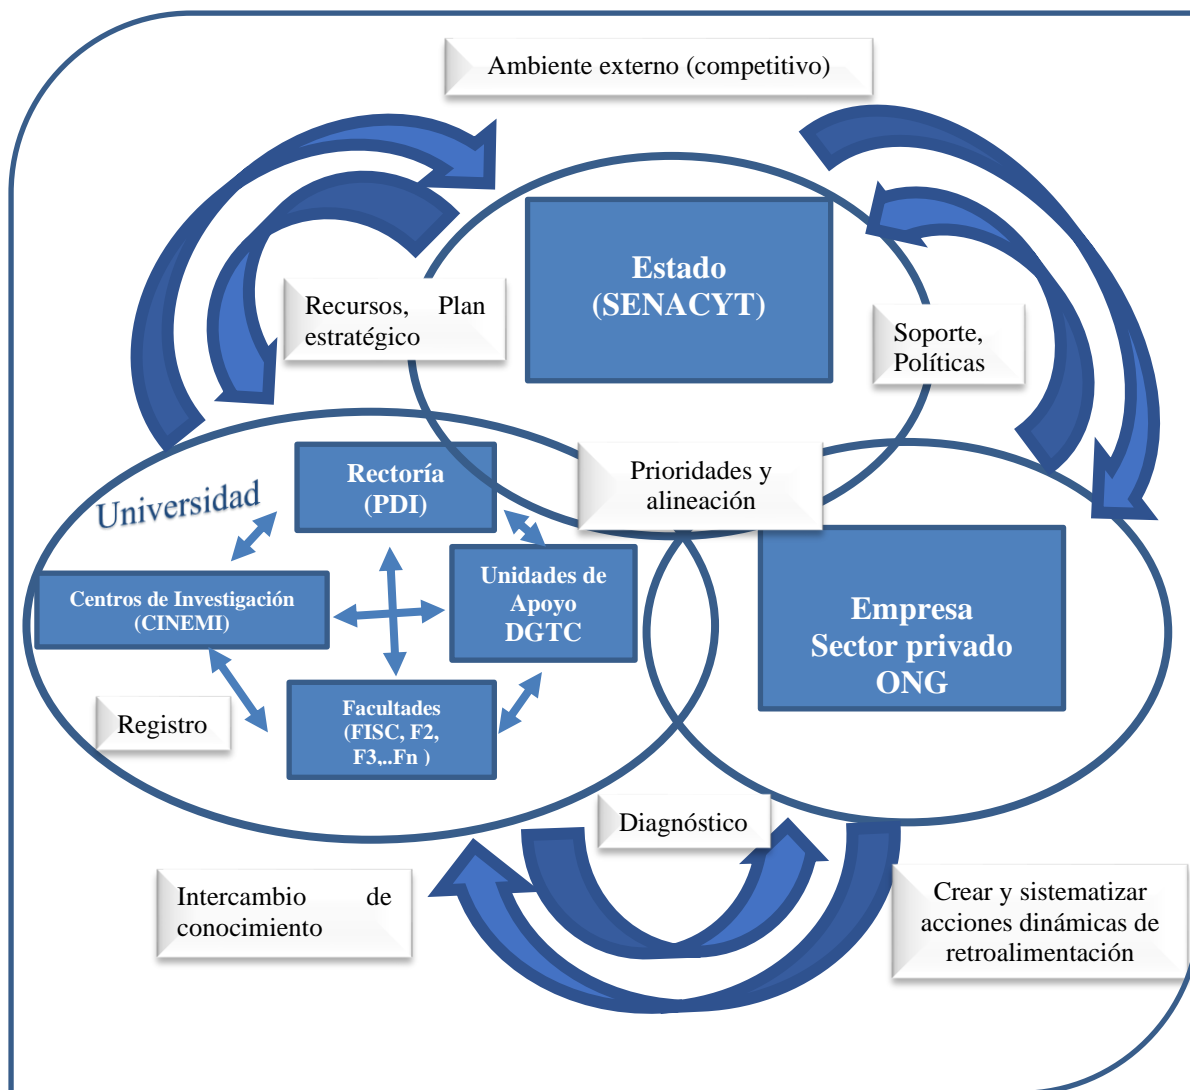 Ambiente externo (competitivo)
Estado
(SENACYT)
Recursos, Plan
estratégico
Soporte,
Políticas
Prioridades y
alineación
Universidad
Rectoría
(PDI)
Centros de Investigación
(CINEMI)
Unidades de
Apoyo
DGTC
Facultades
(FISC, F2,
F3,..Fn )
Registro
Empresa
Sector privado
ONG
Diagnóstico
Intercambio de
conocimiento
Crear y sistematizar
acciones dinámicas de
retroalimentación